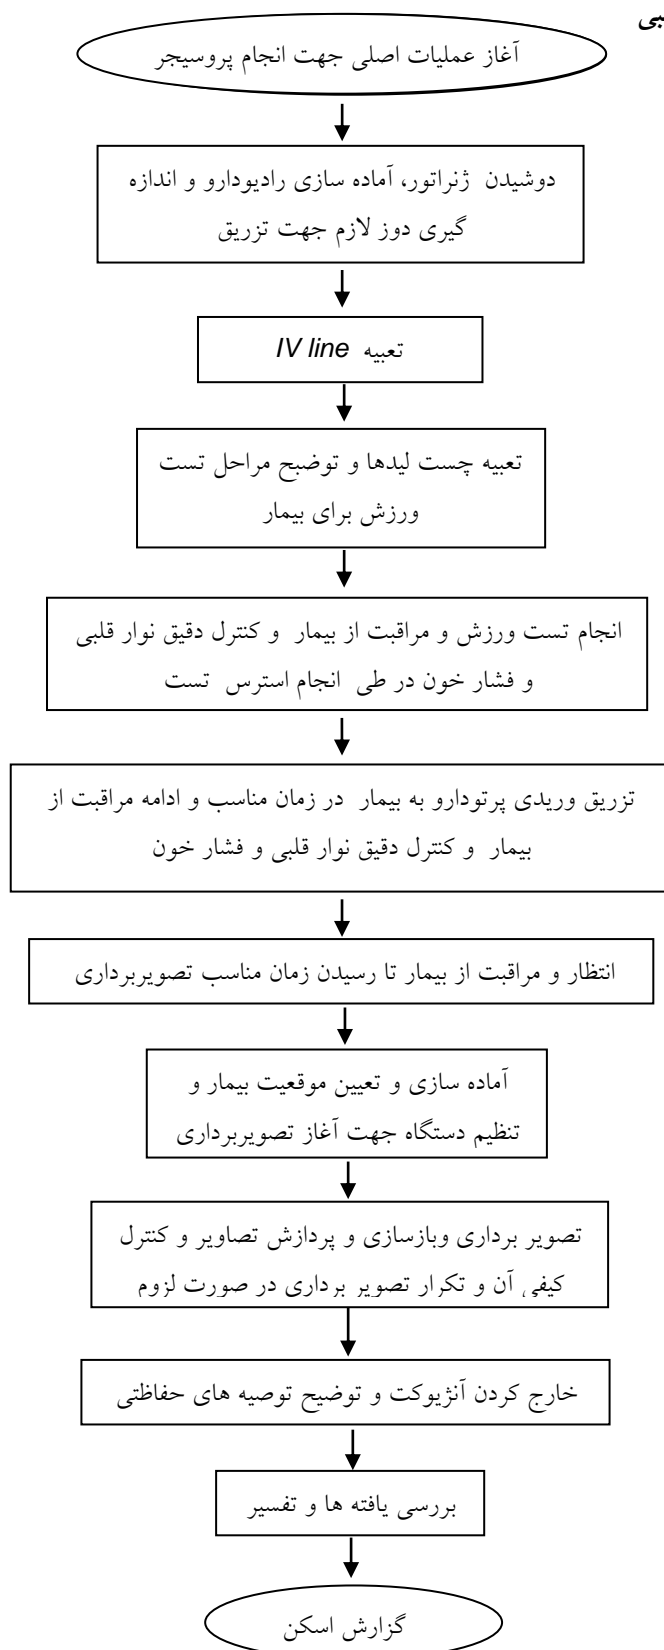 آغاز عملیات اصلی جهت انجام پروسیجر
دوشیدن ژنراتور، آماده سازی رادیودارو و اندازه
گیری دوز لازم جهت تزریق
تعبیه IV line
تعبیه چست لیدها و توضبح مراحل تست
ورزش برای بیمار
انجام تست ورزش و مراقبت از بیمار و کنترل دقیق نوار قلبی
و فشار خون در طی انجام استرس تست
تزریق وریدی پرتودارو به بیمار در زمان مناسب و ادامه مراقبت از
بیمار و کنترل دقیق نوار قلبی و فشار خون
انتظار و مراقبت از بیمار تا رسیدن زمان مناسب تصویربرداری
آماده سازی و تعیین موقعیت بیمار و
تنظیم دستگاه جهت آغاز تصویربرداری
تصویر برداری وبازسازی و پردازش تصاویر و کنترل
کیفی آن و تکرار تصویر برداری در صورت لزوم
خارج کردن آنژیوکت و توضیح توصیه های حفاظتی
بررسی یافته ها و تفسیر
گزارش اسکن